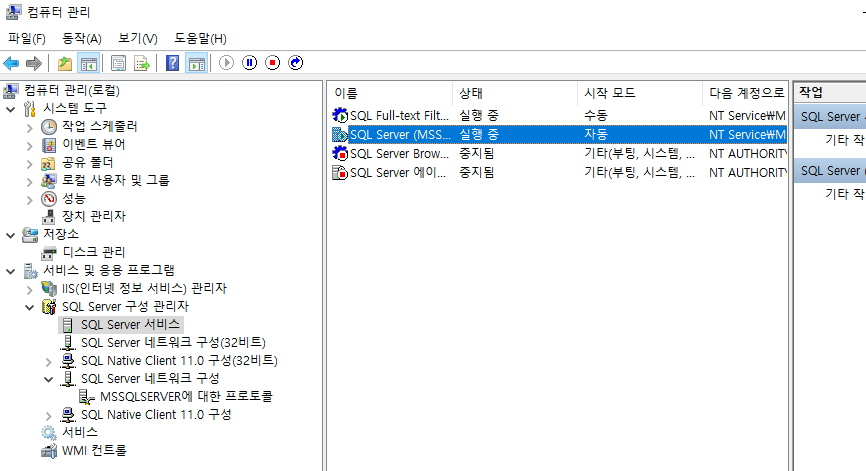 컴퓨터 관리
파일(F) 동작(A) 보기(V) 도움말(H)
컴퓨터 관리(로컬)
시스템 도구
작업 스케줄러
이벤트 뷰어
공유 폴더
로컬 사용자 및 그룹
성능
장치 관리자
저장소
디스크 관리
서비스 및 응용 프로그램
IIS(인터넷 정보 서비스) 관리자
SQL Server 구성 관리자
SQL Server 서비스
SQL Server 네트워크 구성(32비트)
SQL Native Client 11.0 구성(32비트)
SQL Server 네트워크 구성
MSSQLSERVER에 대한 프로토콜
SQL Native Client 11.0 구성
서비스
WMI 컨트롤
이름 상태 시작 모드 다음 계정으로
SQL Full-text Filt... 실행 중 수동 NT Service₩M
SQL Server (MSS... 실행 중 자동 NT Service₩M
SQL Server Brow... 중지됨 기타(부팅, 시스템, ... NT AUTHORITY
SQL Server 에이... 중지됨 기타(부팅, 시스템, ... NT AUTHORITY
작업
SQL Server
기타 작
SQL Server (
기타 작